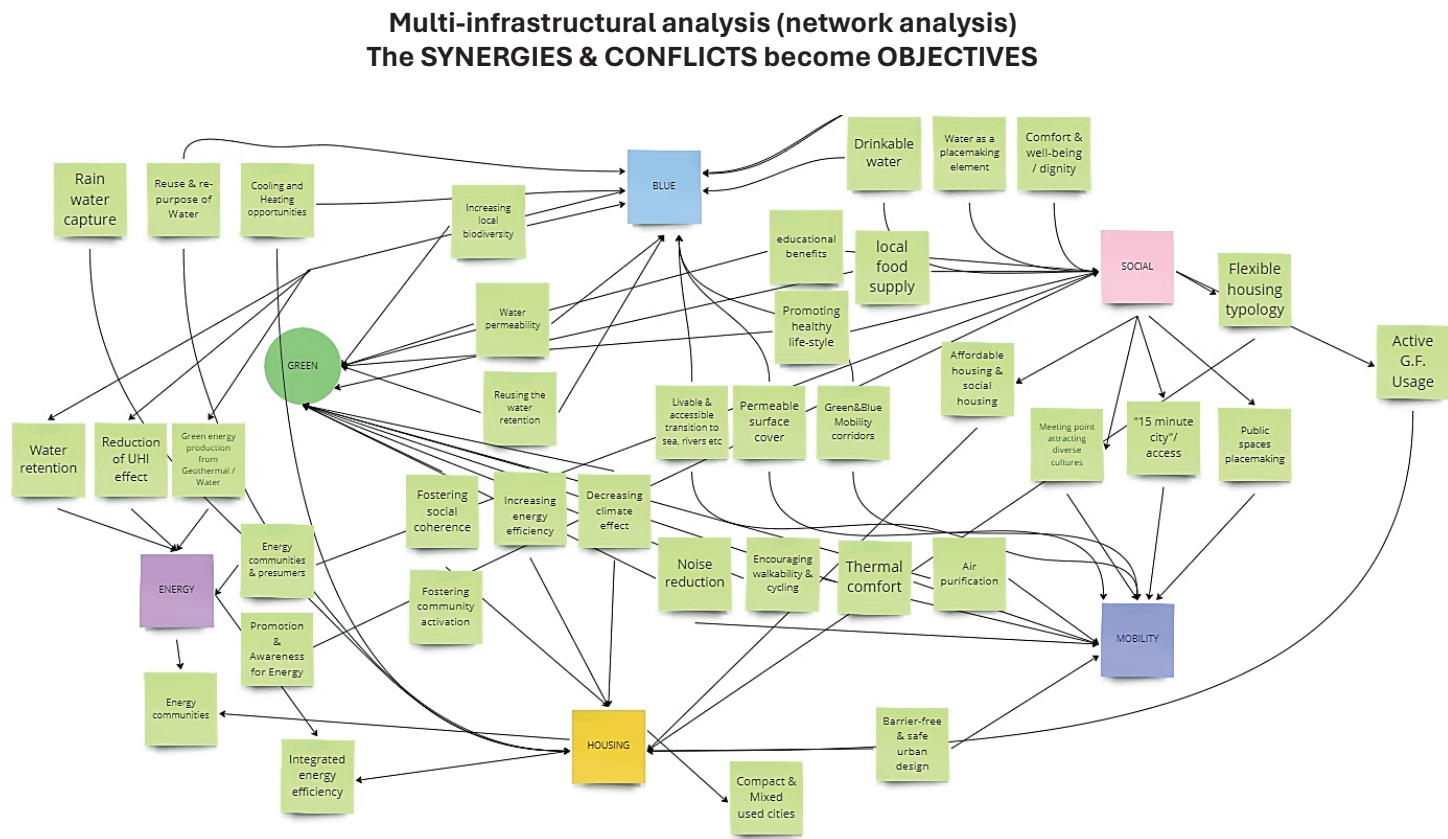 Multi-infrastructural analysis (network analysis)
The SYNERGIES & CONFLICTS become OBJECTIVES
Rain
water
capture
Reuse & re-
purpose of
Water
Cooling and
Heating
opportunities
Increasing
local
biodiversity
BLUE
Drinkable
water
Water as a
placemaking
element
Comfort &
well-being
/ dignity
educational
benefits
local
food
supply
SOCIAL
Flexible
housing
typology
Water
permeability
Promoting
healthy
life-style
GREEN
Affordable
housing &
social
housing
Active
G.F.
Usage
Reusing the
water
retention
Livable &
accessible
transition to
sea, rivers etc
Permeable
surface
cover
Green&Blue
Mobility
corridors
Water
retention
Reduction
of UHI
effect
Green energy
production
from
Geothermal /
Water
Meeting point
attracting
diverse
cultures
"15 minute
city"/
access
Public
spaces
placemaking
Fostering
social
coherence
Increasing
energy
efficiency
Decreasing
climate
effect
Energy
communities
& presumers
Noise
reduction
Encouraging
walkability &
cycling
Thermal
comfort
Air
purification
ENERGY
Fostering
community
activation
Promotion
&
Awareness
for Energy
MOBILITY
Energy
communities
HOUSING
Barrier-free
& safe
urban
design
Integrated
energy
efficiency
Compact &
Mixed
used cities